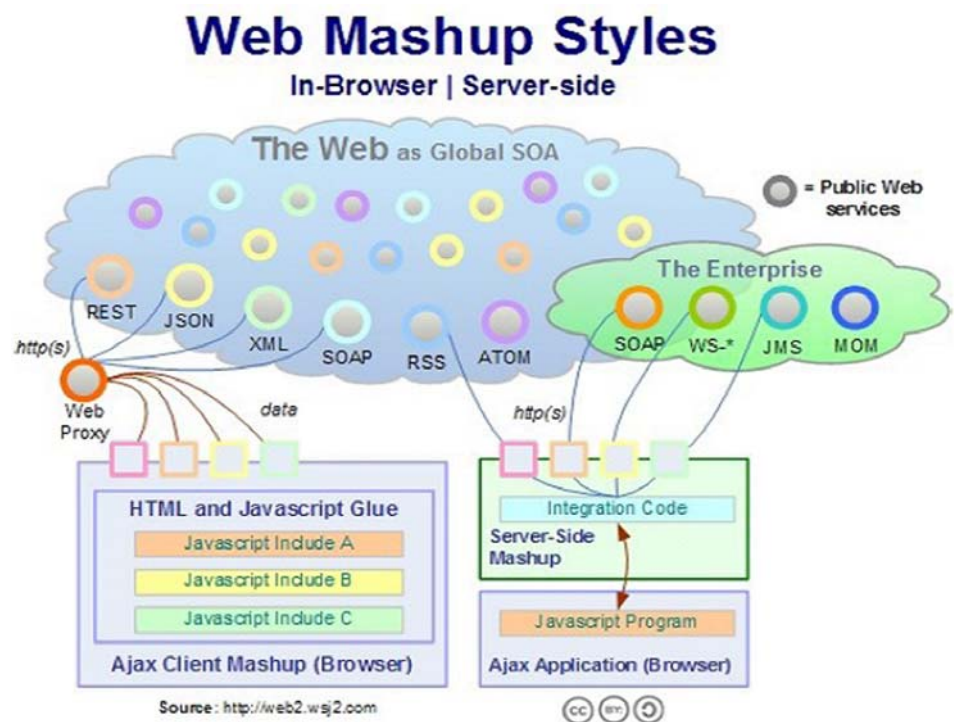 Web Mashup Styles
In-Browser | Server-side
The Web as Global SOA
= Public Web
services
The Enterprise
REST
JSON
XML
SOAP
RSS
ATOM
SOAP
WS-*
JMS
MOM
http(s)
Web
Proxy
data
http(s)
HTML and Javascript Glue
Javascript Include A
Javascript Include B
Javascript Include C
Ajax Client Mashup (Browser)
Integration Code
Server-Side
Mashup
Javascript Program
Ajax Application (Browser)
Source: http://web2.wsj2.com
cc BY: